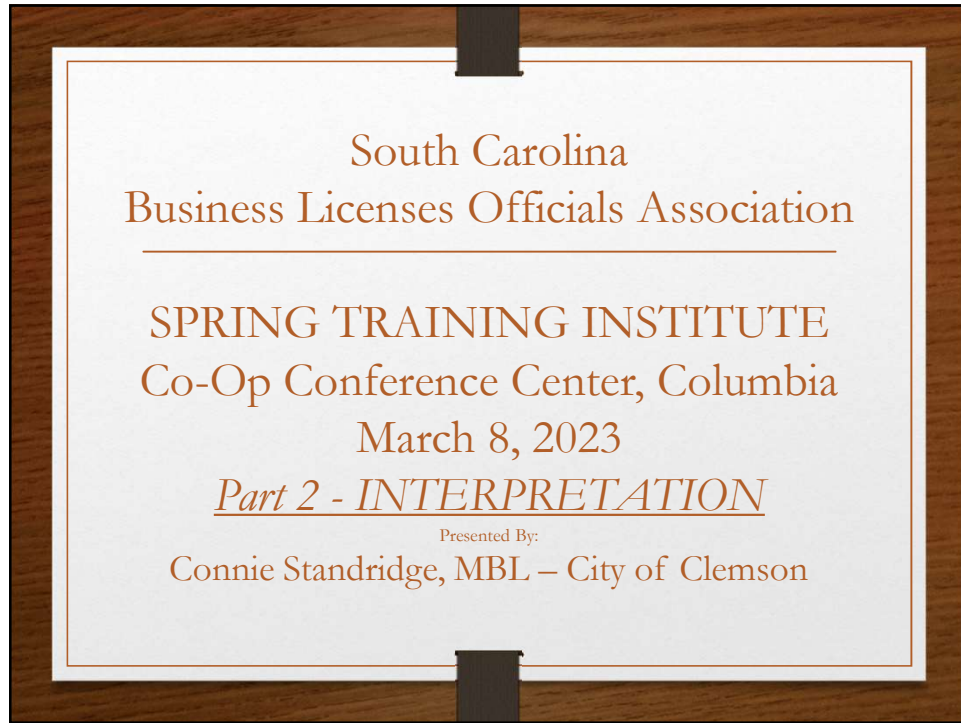 South Carolina
Business Licenses Officials Association
SPRING TRAINING INSTITUTE
Co-Op Conference Center, Columbia
March 8, 2023
Part 2 - INTERPRETATION
Presented By:
Connie Standridge, MBL – City of Clemson